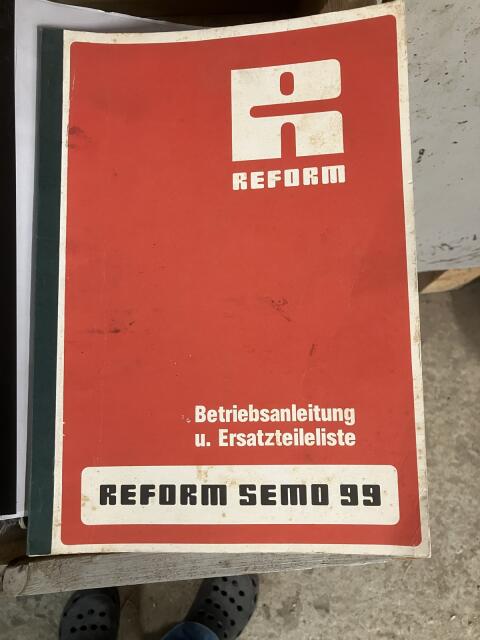 R
REFORM
Betriebsanleitung
u. Ersatzteileliste
REFORM SEMO 99